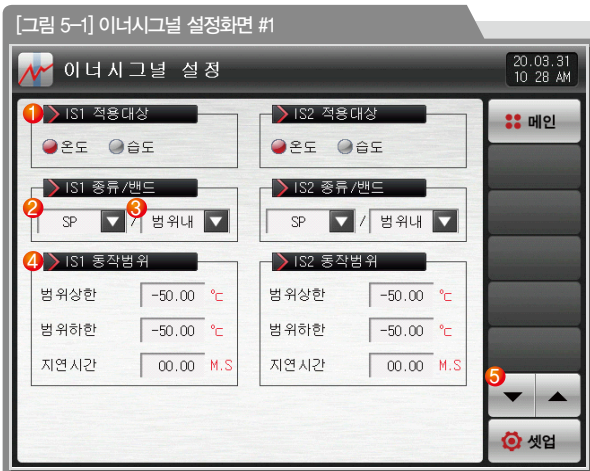 [그림 5-1] 이너시그널 설정화면 #1
이너시그널 설정
20.03.31
10 28 AM
1 IS1 적용대상
온도 습도
IS2 적용대상
온도 습도
메인
IS1 종류/밴드
2 SP / 3 범위내
IS2 종류/밴드
SP / 범위내
4 IS1 동작범위
범위상한 -50.00 ℃
범위하한 -50.00 ℃
지연시간 00.00 M.S
IS2 동작범위
범위상한 -50.00 ℃
범위하한 -50.00 ℃
지연시간 00.00 M.S
5
셋업